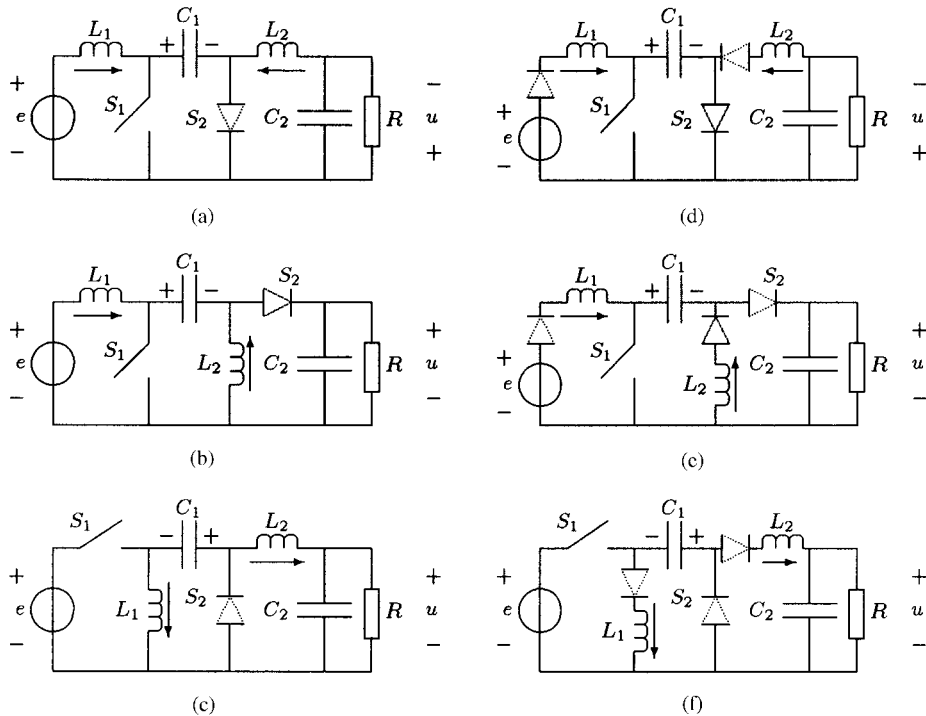 L₁ C₁ L₂
+ −
+ −
e S₁ S₂ C₂ R u
− +
(a)
L₁ C₁ L₂
+ −
+ −
e S₁ S₂ C₂ R u
− +
(d)
L₁ C₁ S₂
+ −
+ +
e S₁ L₂ C₂ R u
− −
(b)
L₁ C₁ S₂
+ −
+ +
e S₁ L₂ C₂ R u
− −
(e)
S₁ C₁ L₂
− +
+ +
e L₁ S₂ C₂ R u
− −
(c)
S₁ C₁ L₂
− +
+ +
e L₁ S₂ C₂ R u
− −
(f)